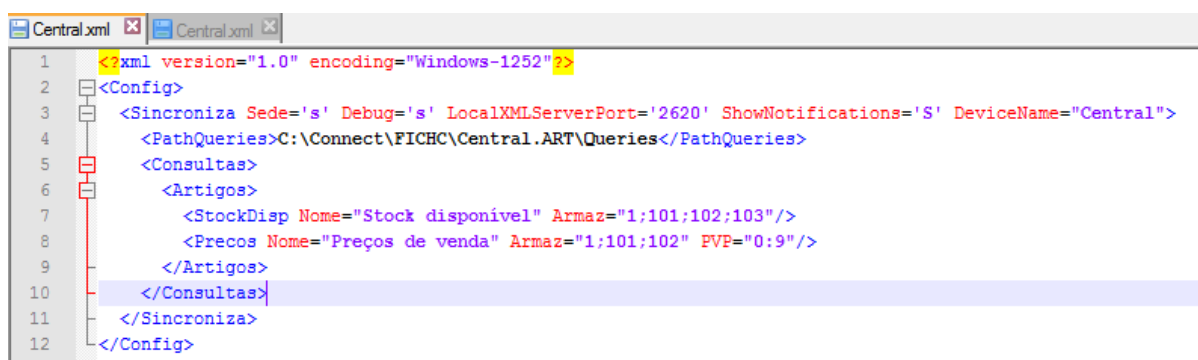 Central.xml Central.xml
1 <?xml version="1.0" encoding="Windows-1252"?>
2 <Config>
3 <Sincroniza Sede='s' Debug='s' LocalXMLServerPort='2620' ShowNotifications='S' DeviceName="Central">
4 <PathQueries>C:\Connect\FICHC\Central.ART\Queries</PathQueries>
5 <Consultas>
6 <Artigos>
7 <StockDisp Nome="Stock disponível" Armaz="1;101;102;103"/>
8 <Precos Nome="Preços de venda" Armaz="1;101;102" PVP="0:9"/>
9 </Artigos>
10 </Consultas>
11 </Sincroniza>
12 </Config>